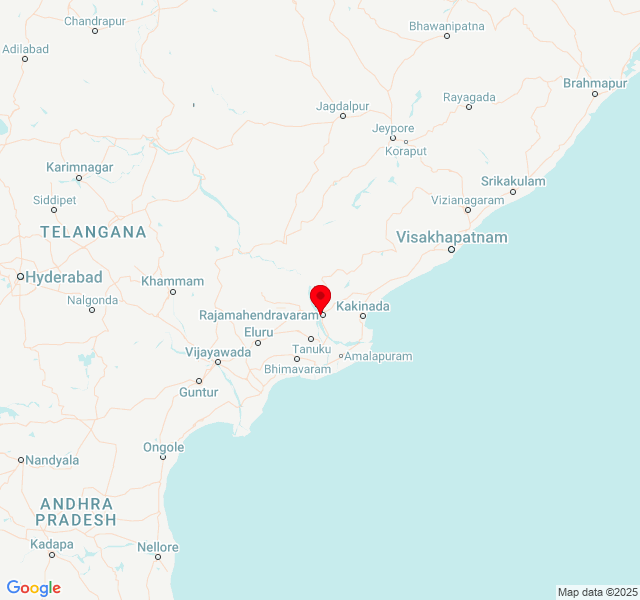 Chandrapur
Bhawanipatna
Adilabad
Brahmapur
Rayagada
Jagdalpur
Jeypore
Koraput
Karimnagar
Srikakulam
Siddipet
Vizianagaram
TELANGANA
Visakhapatnam
Hyderabad
Khammam
Nalgonda
Rajamahendravaram
Kakinada
Eluru
Tanuku
Vijayawada
Amalapuram
Bhimavaram
Guntur
Ongole
Nandyala
ANDHRA
PRADESH
Kadapa
Nellore
Google
Map data ©2025